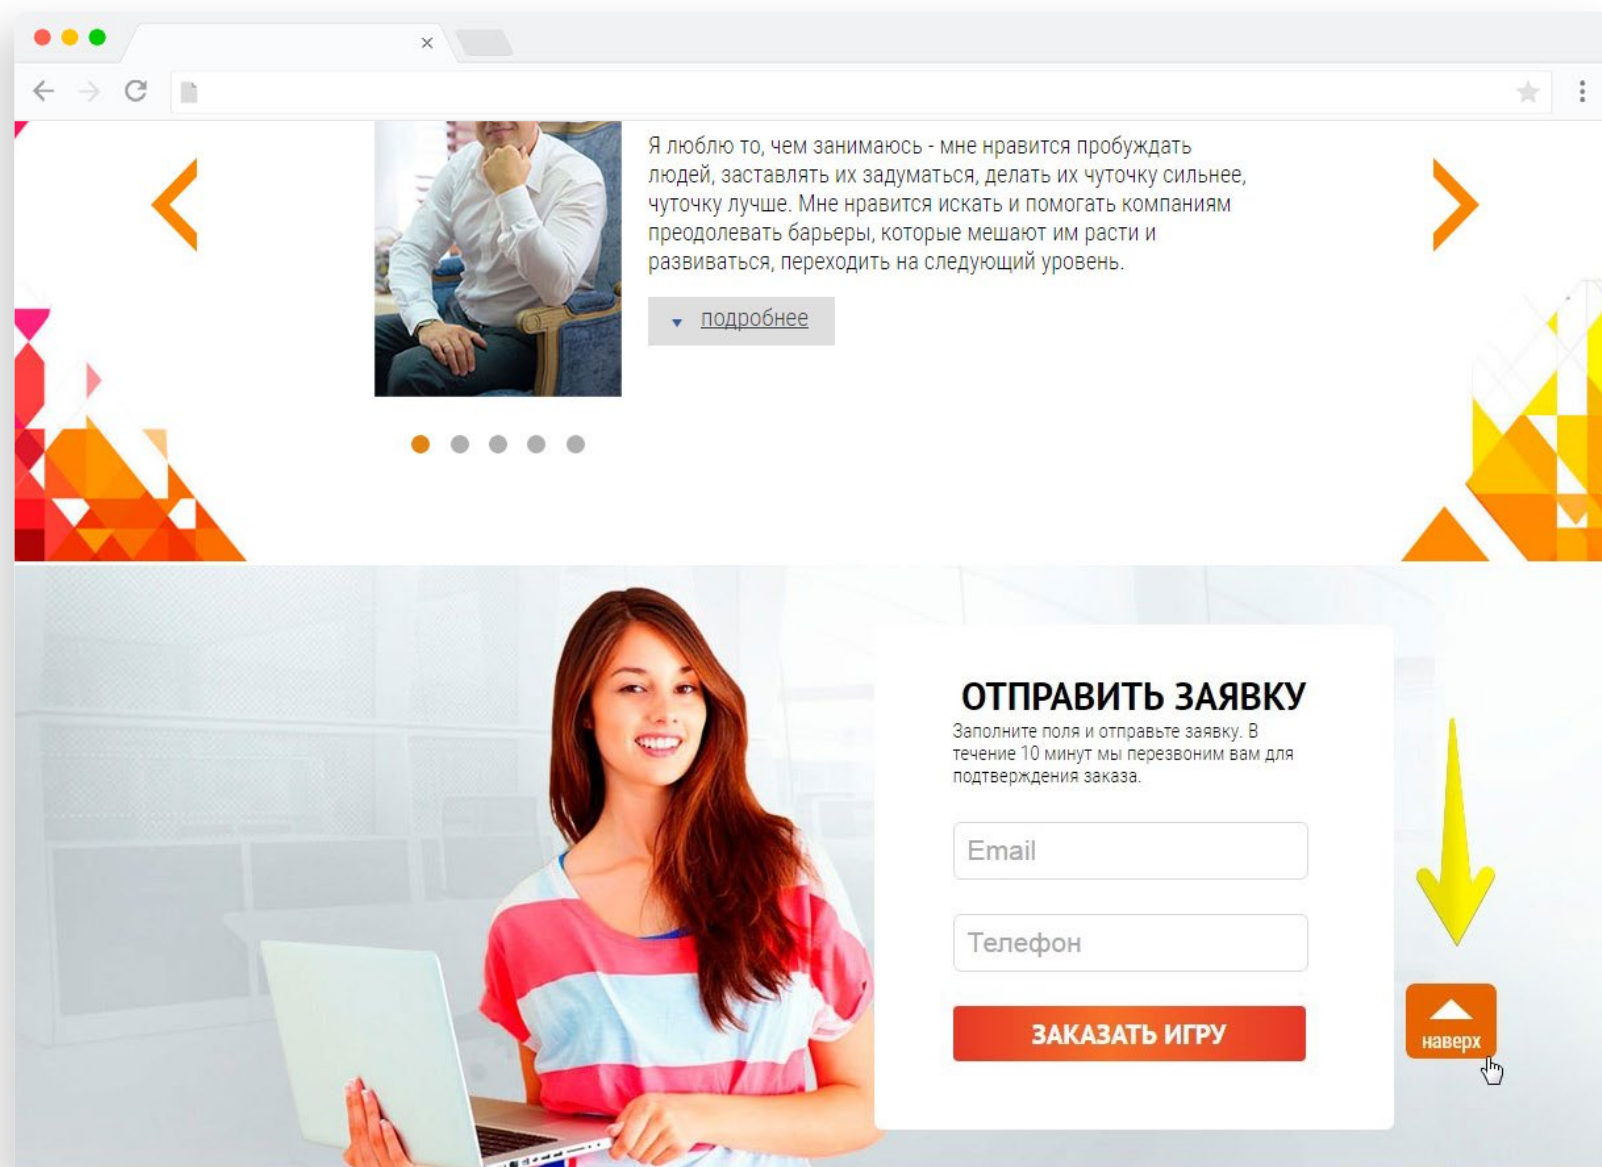 Я люблю то, чем занимаюсь - мне нравится пробуждать
людей, заставлять их задуматься, делать их чуточку сильнее,
чуточку лучше. Мне нравится искать и помогать компаниям
преодолевать барьеры, которые мешают им расти и
развиваться, переходить на следующий уровень.
подробнее
ОТПРАВИТЬ ЗАЯВКУ
Заполните поля и отправьте заявку. В
течение 10 минут мы перезвоним вам для
подтверждения заказа.
Email
Телефон
ЗАКАЗАТЬ ИГРУ
наверх